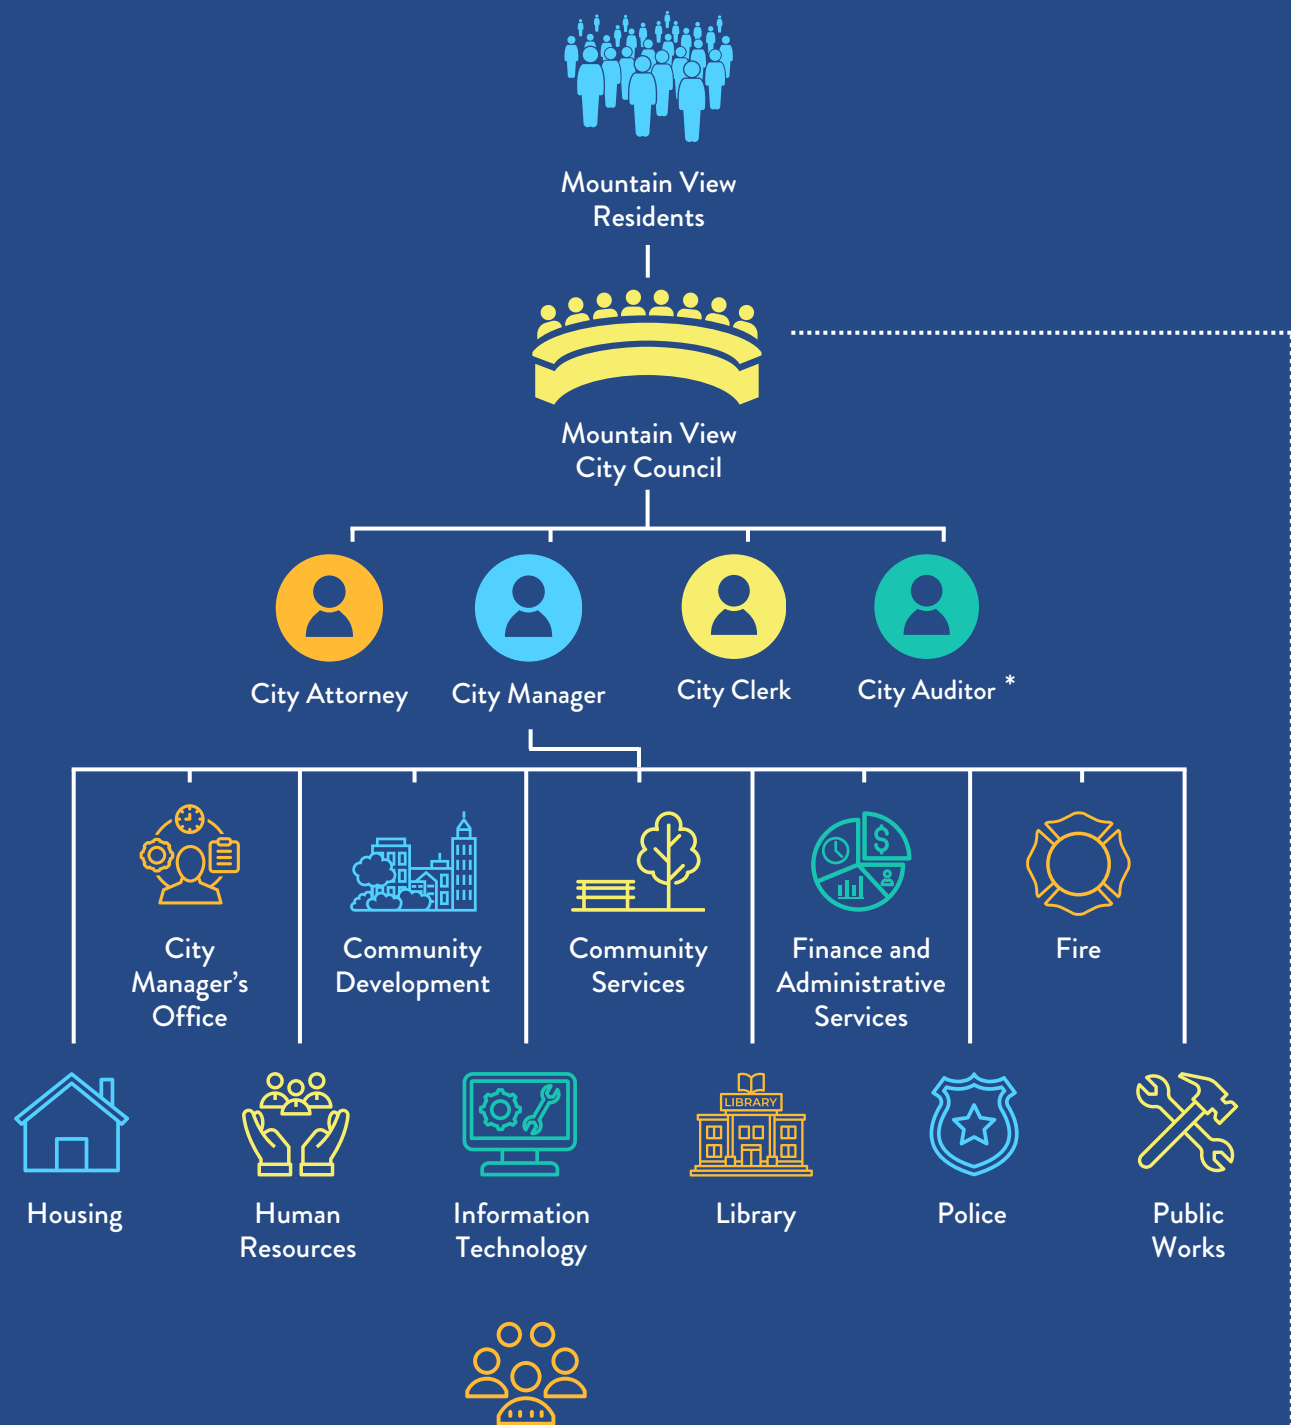 Mountain View
Residents
Mountain View
City Council
City Attorney
City Manager
City Clerk
City Auditor *
City
Manager's
Office
Community
Development
Community
Services
$
Finance and
Administrative
Services
Fire
Housing
Human
Resources
Information
Technology
LIBRARY
Library
Police
Public
Works